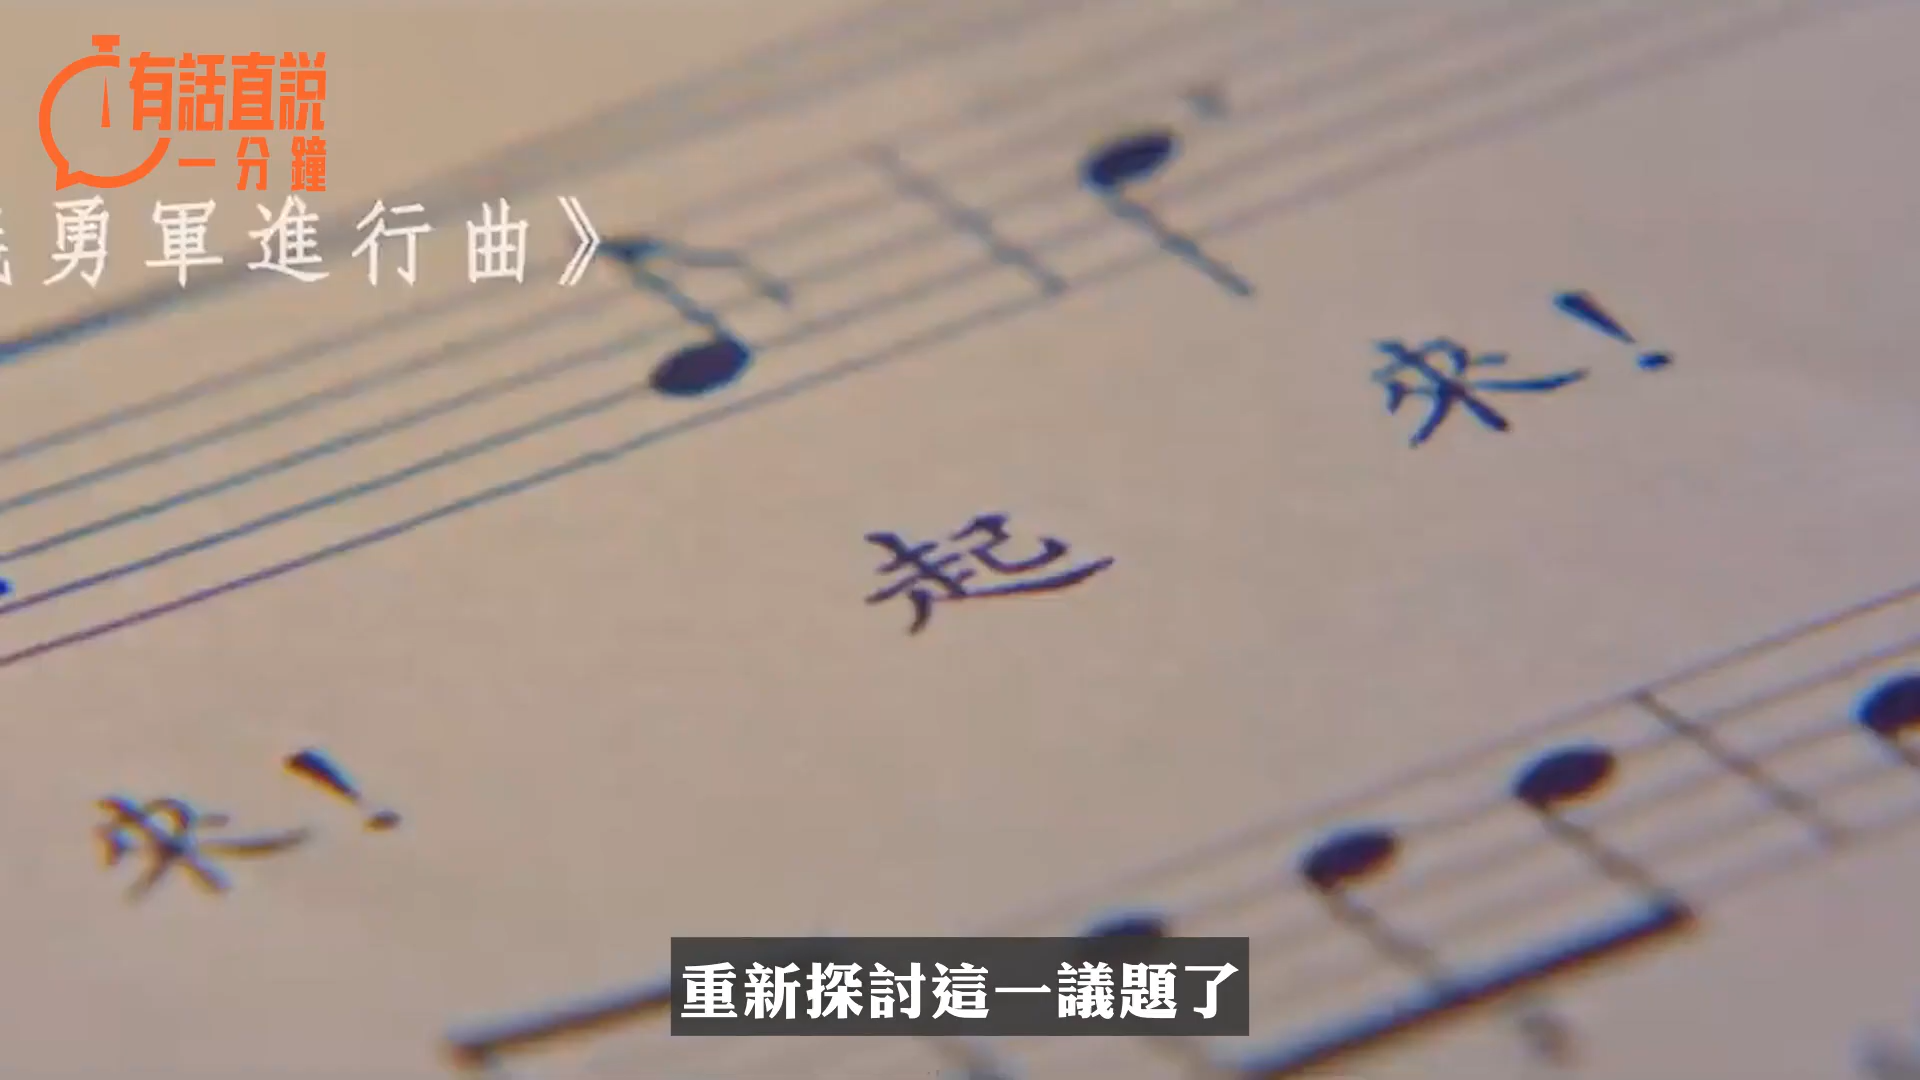 有話直説
一分鐘
勇軍進行曲》
來！
起
來！
重新探討這一議題了